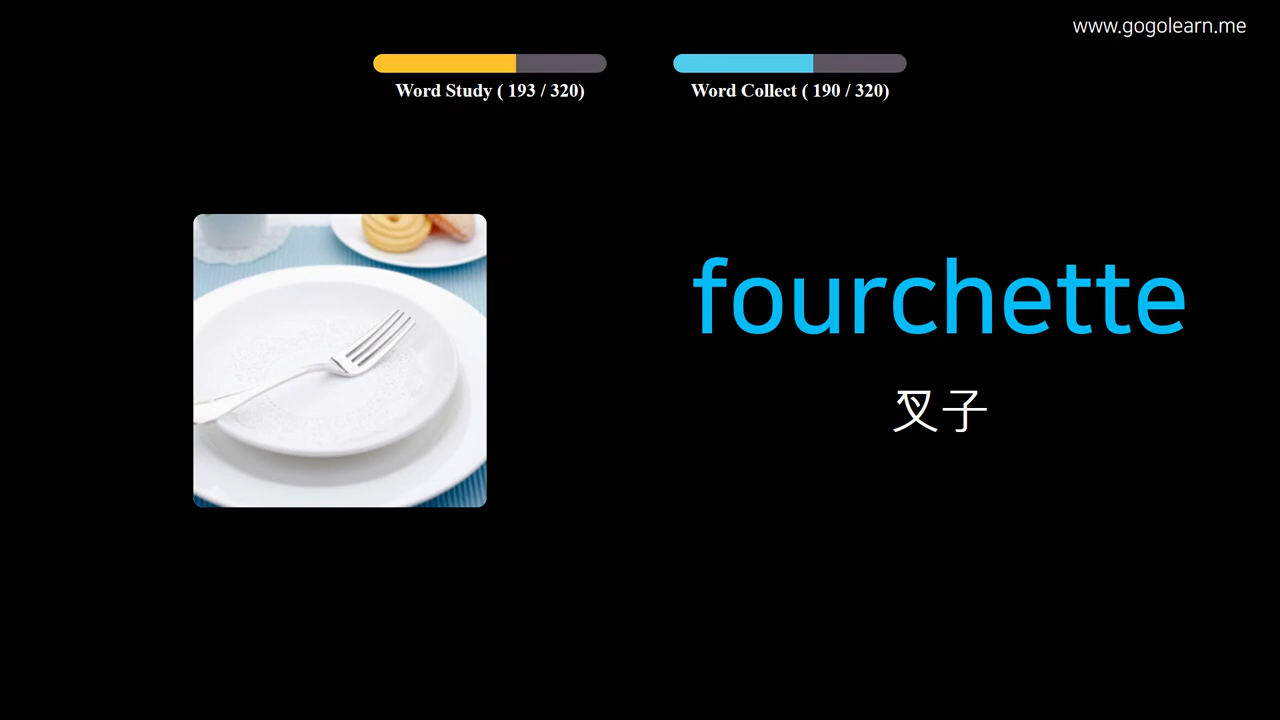 www.gogolearn.me
Word Study ( 193 / 320)
Word Collect ( 190 / 320)
fourchette
叉子